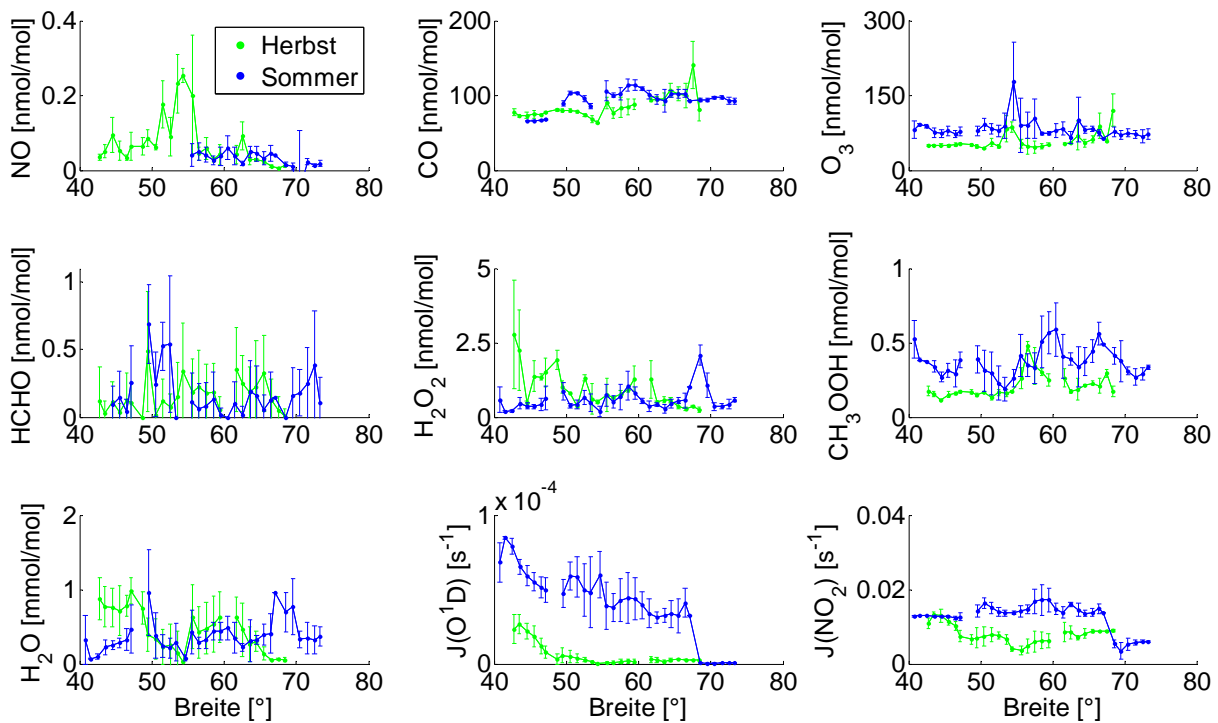 NO [nmol/mol]
0.4
0.2
0
40 50 60 70 80
Herbst
Sommer
CO [nmol/mol]
200
100
0
40 50 60 70 80
O3 [nmol/mol]
300
150
0
40 50 60 70 80
HCHO [nmol/mol]
1
0.5
0
40 50 60 70 80
H2O2 [nmol/mol]
5
2.5
0
40 50 60 70 80
CH3OOH [nmol/mol]
1
0.5
0
40 50 60 70 80
H2O [mmol/mol]
2
1
0
40 50 60 70 80
Breite [°]
x 10^-4
J(O^1D) [s^-1]
1
0
40 50 60 70 80
Breite [°]
J(NO2) [s^-1]
0.04
0.02
0
40 50 60 70 80
Breite [°]